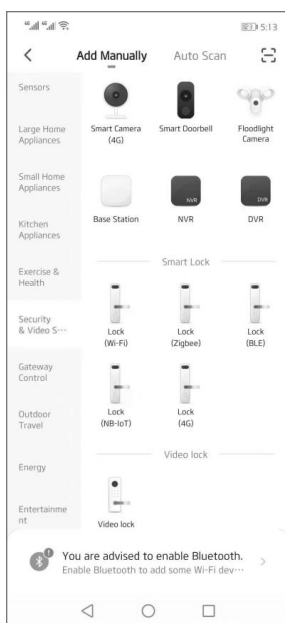 5:13
Add Manually Auto Scan
Sensors
Large Home
Appliances
Small Home
Appliances
Kitchen
Appliances
Exercise &
Health
Security
& Video S···
Gateway
Control
Outdoor
Travel
Energy
Entertainme
nt
Smart Camera
(4G)
Smart Doorbell
Floodlight
Camera
Base Station
NVR
NVR
DVR
DVR
Smart Lock
Lock
(Wi-Fi)
Lock
(Zigbee)
Lock
(BLE)
Lock
(NB-IoT)
Lock
(4G)
Video lock
Video lock
You are advised to enable Bluetooth.
Enable Bluetooth to add some Wi-Fi dev···